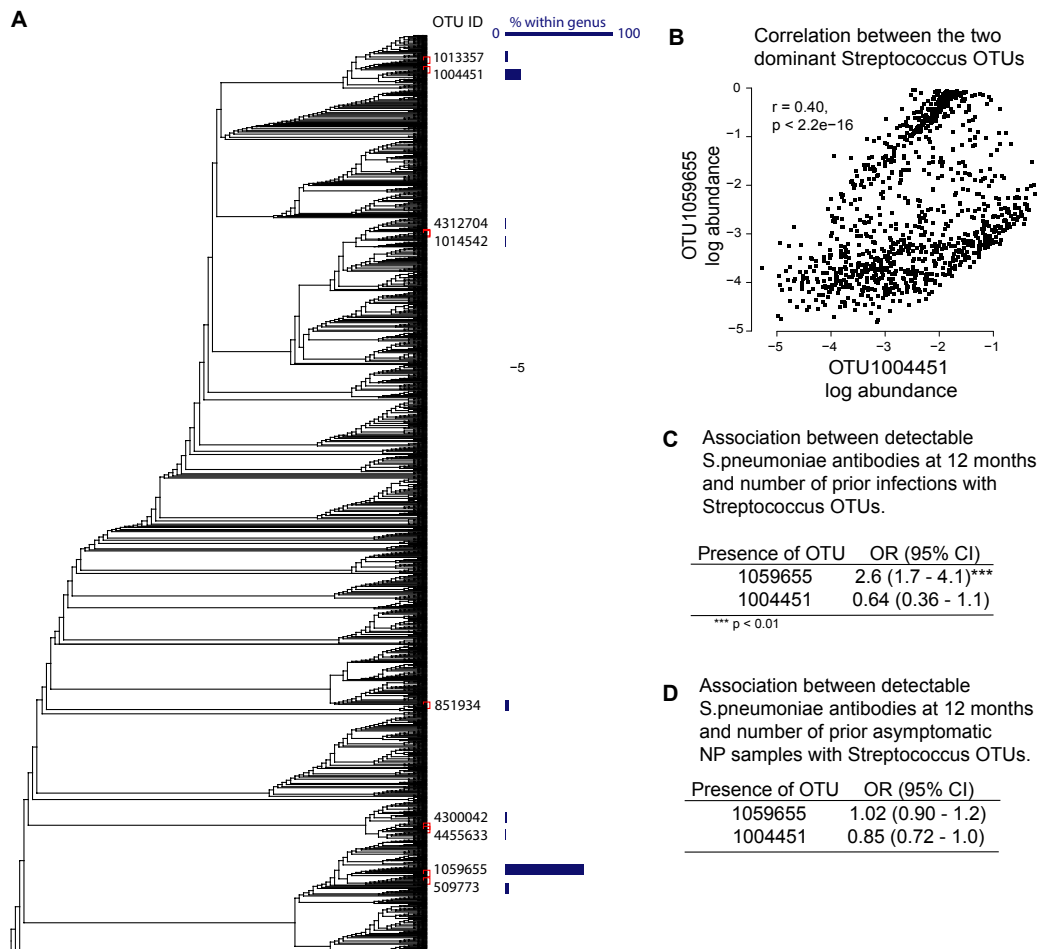 A
OTU ID
% within genus
0
100
1013357
1004451
4312704
1014542
−5
851934
4300042
4455633
1059655
509773
B
Correlation between the two
dominant Streptococcus OTUs
r = 0.40,
p < 2.2e−16
OTU1059655
log abundance
0
−1
−2
−3
−4
−5
−5
−4
−3
−2
−1
OTU1004451
log abundance
C
Association between detectable
S.pneumoniae antibodies at 12 months
and number of prior infections with
Streptococcus OTUs.
Presence of OTU OR (95% CI)
1059655 2.6 (1.7 - 4.1)***
1004451 0.64 (0.36 - 1.1)
*** p < 0.01
D
Association between detectable
S.pneumoniae antibodies at 12 months
and number of prior asymptomatic
NP samples with Streptococcus OTUs.
Presence of OTU OR (95% CI)
1059655 1.02 (0.90 - 1.2)
1004451 0.85 (0.72 - 1.0)